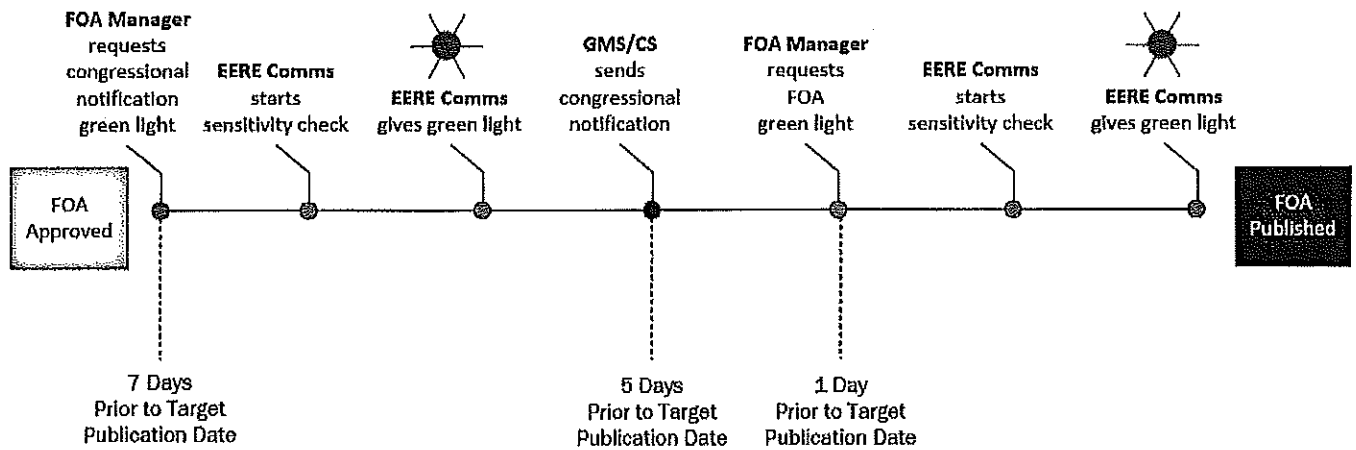 FOA Manager
requests
congressional
notification
green light
EERE Comms
starts
sensitivity check
EERE Comms
gives green light
GMS/CS
sends
congressional
notification
FOA Manager
requests
FOA
green light
EERE Comms
starts
sensitivity check
EERE Comms
gives green light
FOA
Approved
FOA
Published
7 Days
Prior to Target
Publication Date
5 Days
Prior to Target
Publication Date
1 Day
Prior to Target
Publication Date